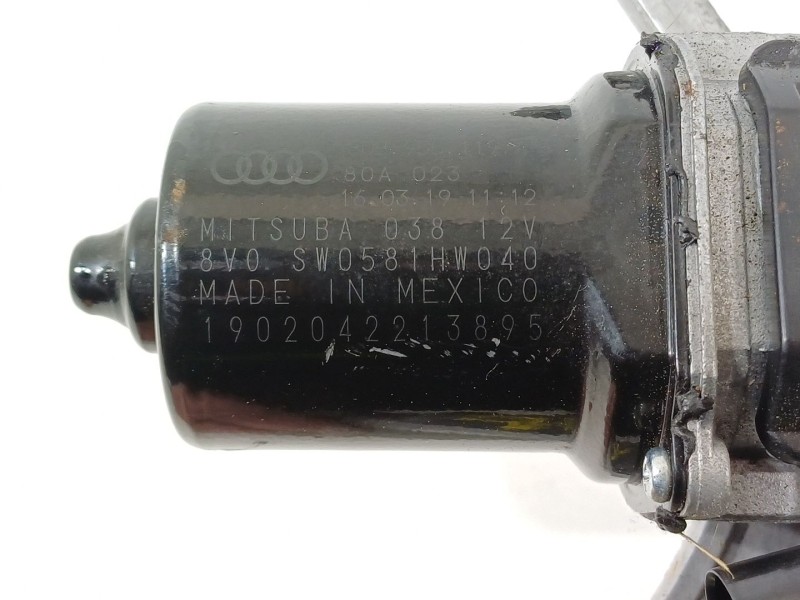 80A 023
16.03.19 11:12
MITSUBA 038 12V
8V0 SW0581HW040
MADE IN MEXICO
1902042213895